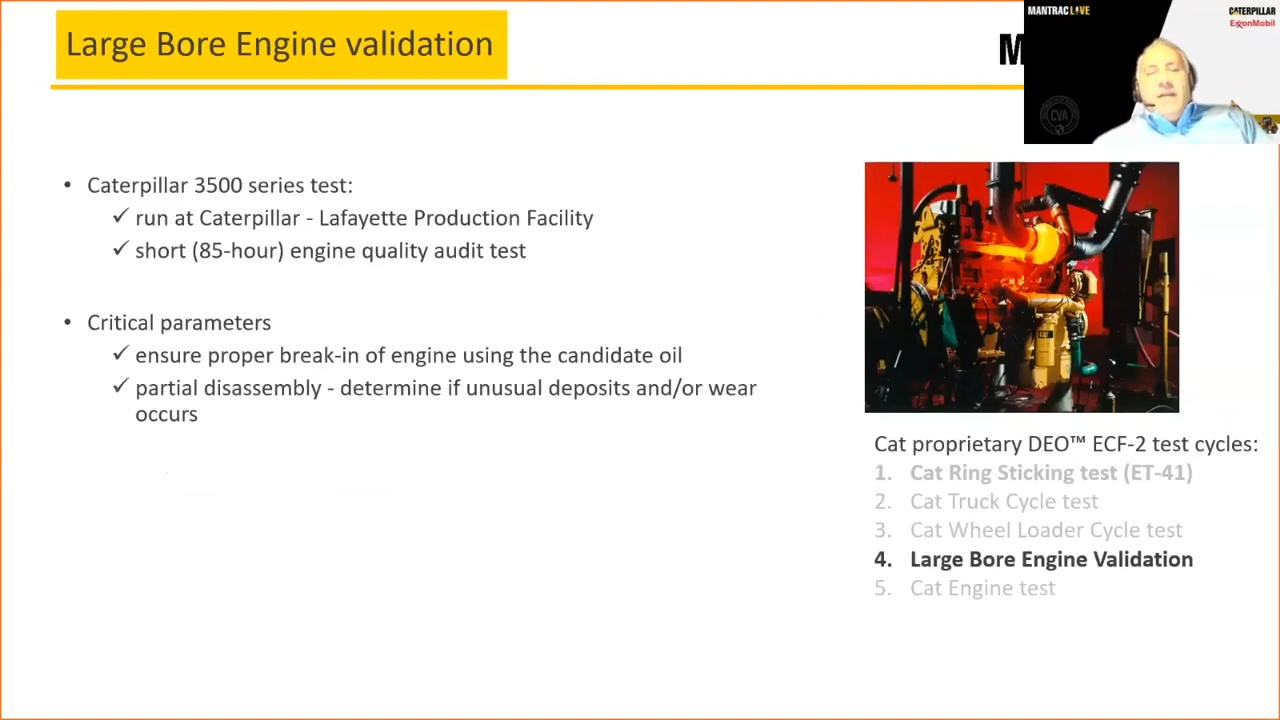 Large Bore Engine validation
M
MANTRAC LIVE
CATERPILLAR
ExxonMobil
CVA
• Caterpillar 3500 series test:
✓ run at Caterpillar - Lafayette Production Facility
✓ short (85-hour) engine quality audit test
• Critical parameters
✓ ensure proper break-in of engine using the candidate oil
✓ partial disassembly - determine if unusual deposits and/or wear
occurs
CAT
Cat proprietary DEO™ ECF-2 test cycles:
1. Cat Ring Sticking test (ET-41)
2. Cat Truck Cycle test
3. Cat Wheel Loader Cycle test
4. Large Bore Engine Validation
5. Cat Engine test